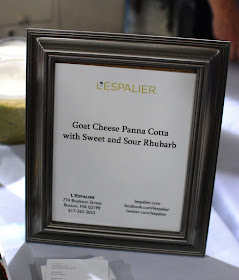 L'ESPALIER
Goat Cheese Panna Cotta
with Sweet and Sour Rhubarb
L'ESPALIER
774 Boylston Street
Boston, MA 02199
617-262-3023
lespalier.com
facebook.com/lespalier
twitter.com/lespalier